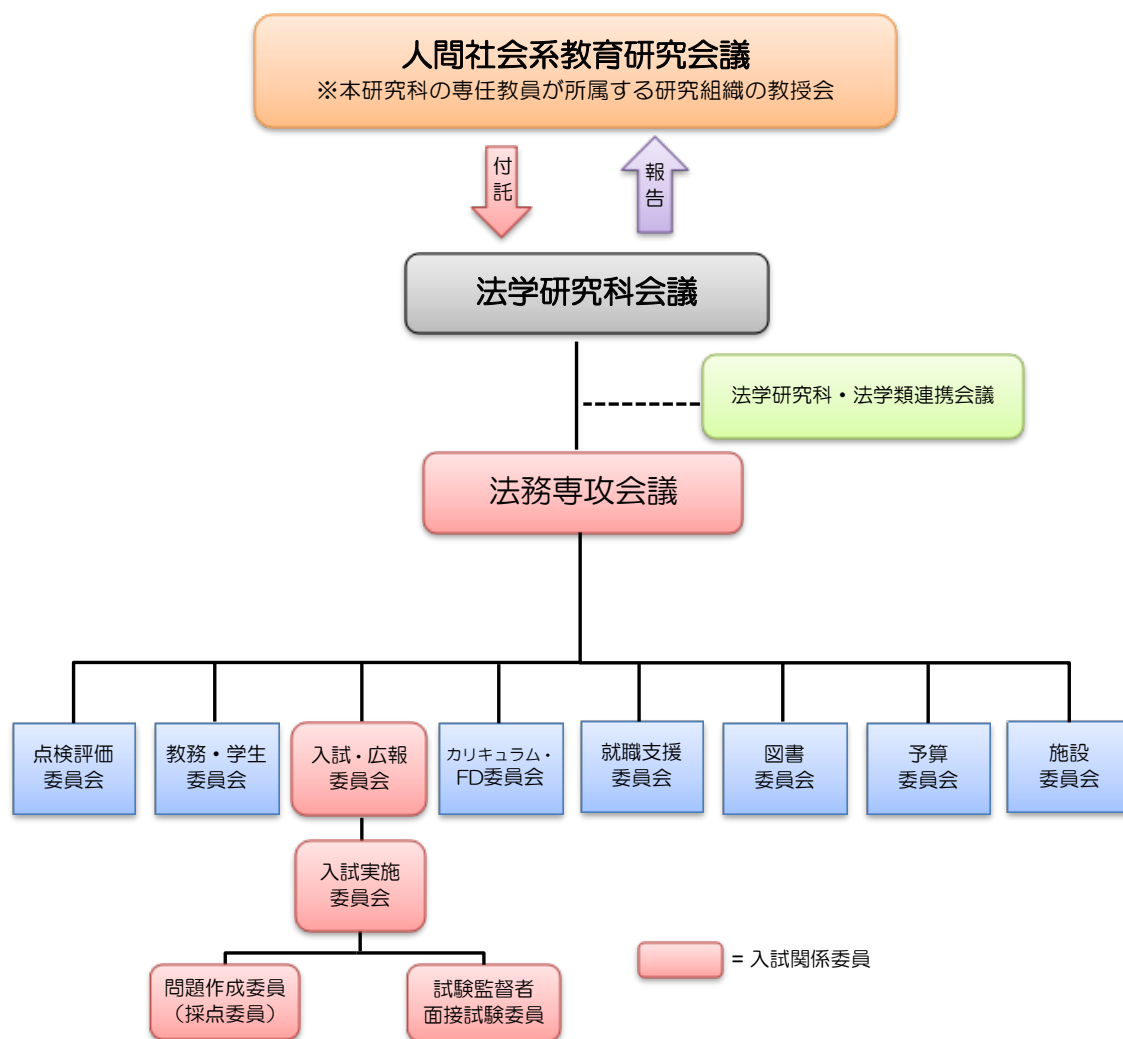 人間社会系教育研究会議
※本研究科の専任教員が所属する研究組織の教授会
付託
報告
法学研究科会議
法学研究科・法学類連携会議
法務専攻会議
点検評価
委員会
教務・学生
委員会
入試・広報
委員会
カリキュラム・
FD委員会
就職支援
委員会
図書
委員会
予算
委員会
施設
委員会
入試実施
委員会
問題作成委員
（採点委員）
試験監督者
面接試験委員
= 入試関係委員